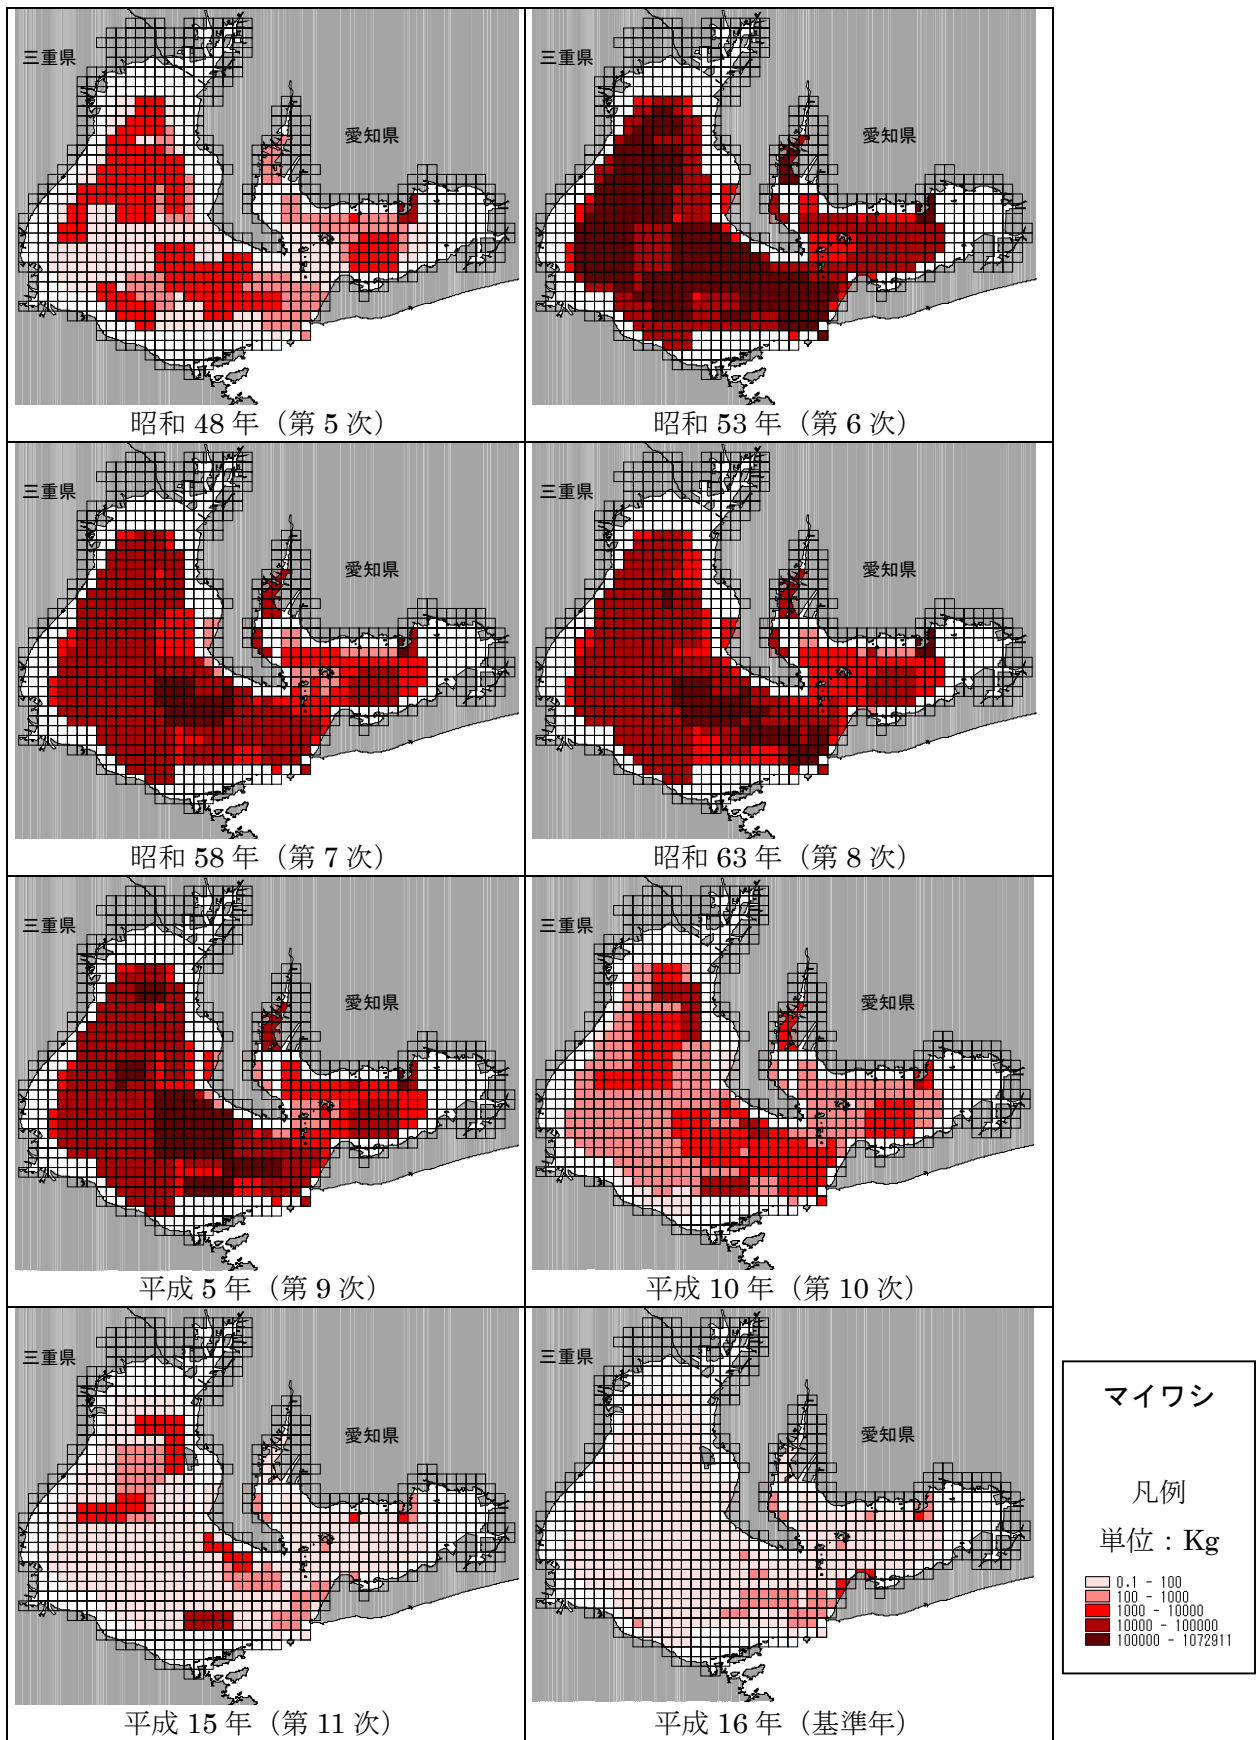 三重県
愛知県
昭和 48 年（第 5 次）
三重県
愛知県
昭和 53 年（第 6 次）
三重県
愛知県
昭和 58 年（第 7 次）
三重県
愛知県
昭和 63 年（第 8 次）
三重県
愛知県
平成 5 年（第 9 次）
三重県
愛知県
平成 10 年（第 10 次）
三重県
愛知県
平成 15 年（第 11 次）
三重県
愛知県
平成 16 年（基準年）
マイワシ
凡例
単位：Kg
0.1 - 100
100 - 1000
1000 - 10000
10000 - 100000
100000 - 1072911